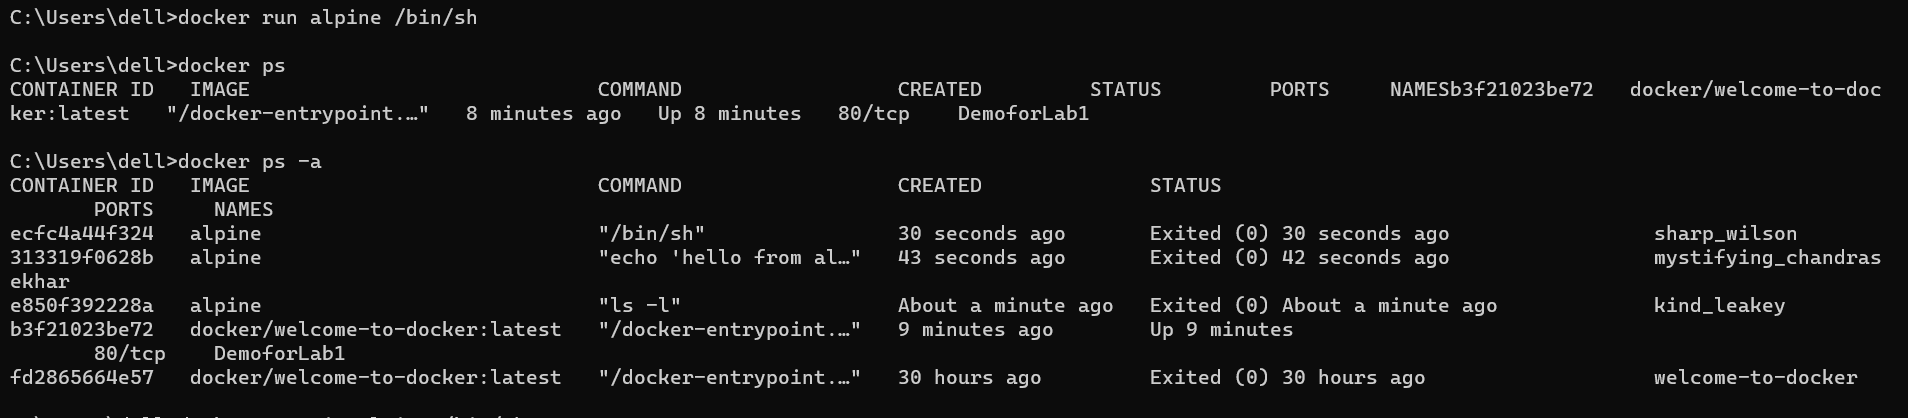 C:\Users\dell>docker run alpine /bin/sh
C:\Users\dell>docker ps
CONTAINER ID   IMAGE                             COMMAND                  CREATED         STATUS         PORTS     NAMESb3f21023be72   docker/welcome-to-doc
ker:latest   "/docker-entrypoint.…"   8 minutes ago   Up 8 minutes   80/tcp    DemoforLab1
C:\Users\dell>docker ps -a
CONTAINER ID   IMAGE                             COMMAND                  CREATED              STATUS
       PORTS     NAMES
ecfc4a44f324   alpine                            "/bin/sh"                30 seconds ago       Exited (0) 30 seconds ago                 sharp_wilson
313319f0628b   alpine                            "echo 'hello from al…"   43 seconds ago       Exited (0) 42 seconds ago                 mystifying_chandras
ekhar
e850f392228a   alpine                            "ls -l"                  About a minute ago   Exited (0) About a minute ago             kind_leakey
b3f21023be72   docker/welcome-to-docker:latest   "/docker-entrypoint.…"   9 minutes ago        Up 9 minutes
       80/tcp    DemoforLab1
fd2865664e57   docker/welcome-to-docker:latest   "/docker-entrypoint.…"   30 hours ago         Exited (0) 30 hours ago                   welcome-to-docker